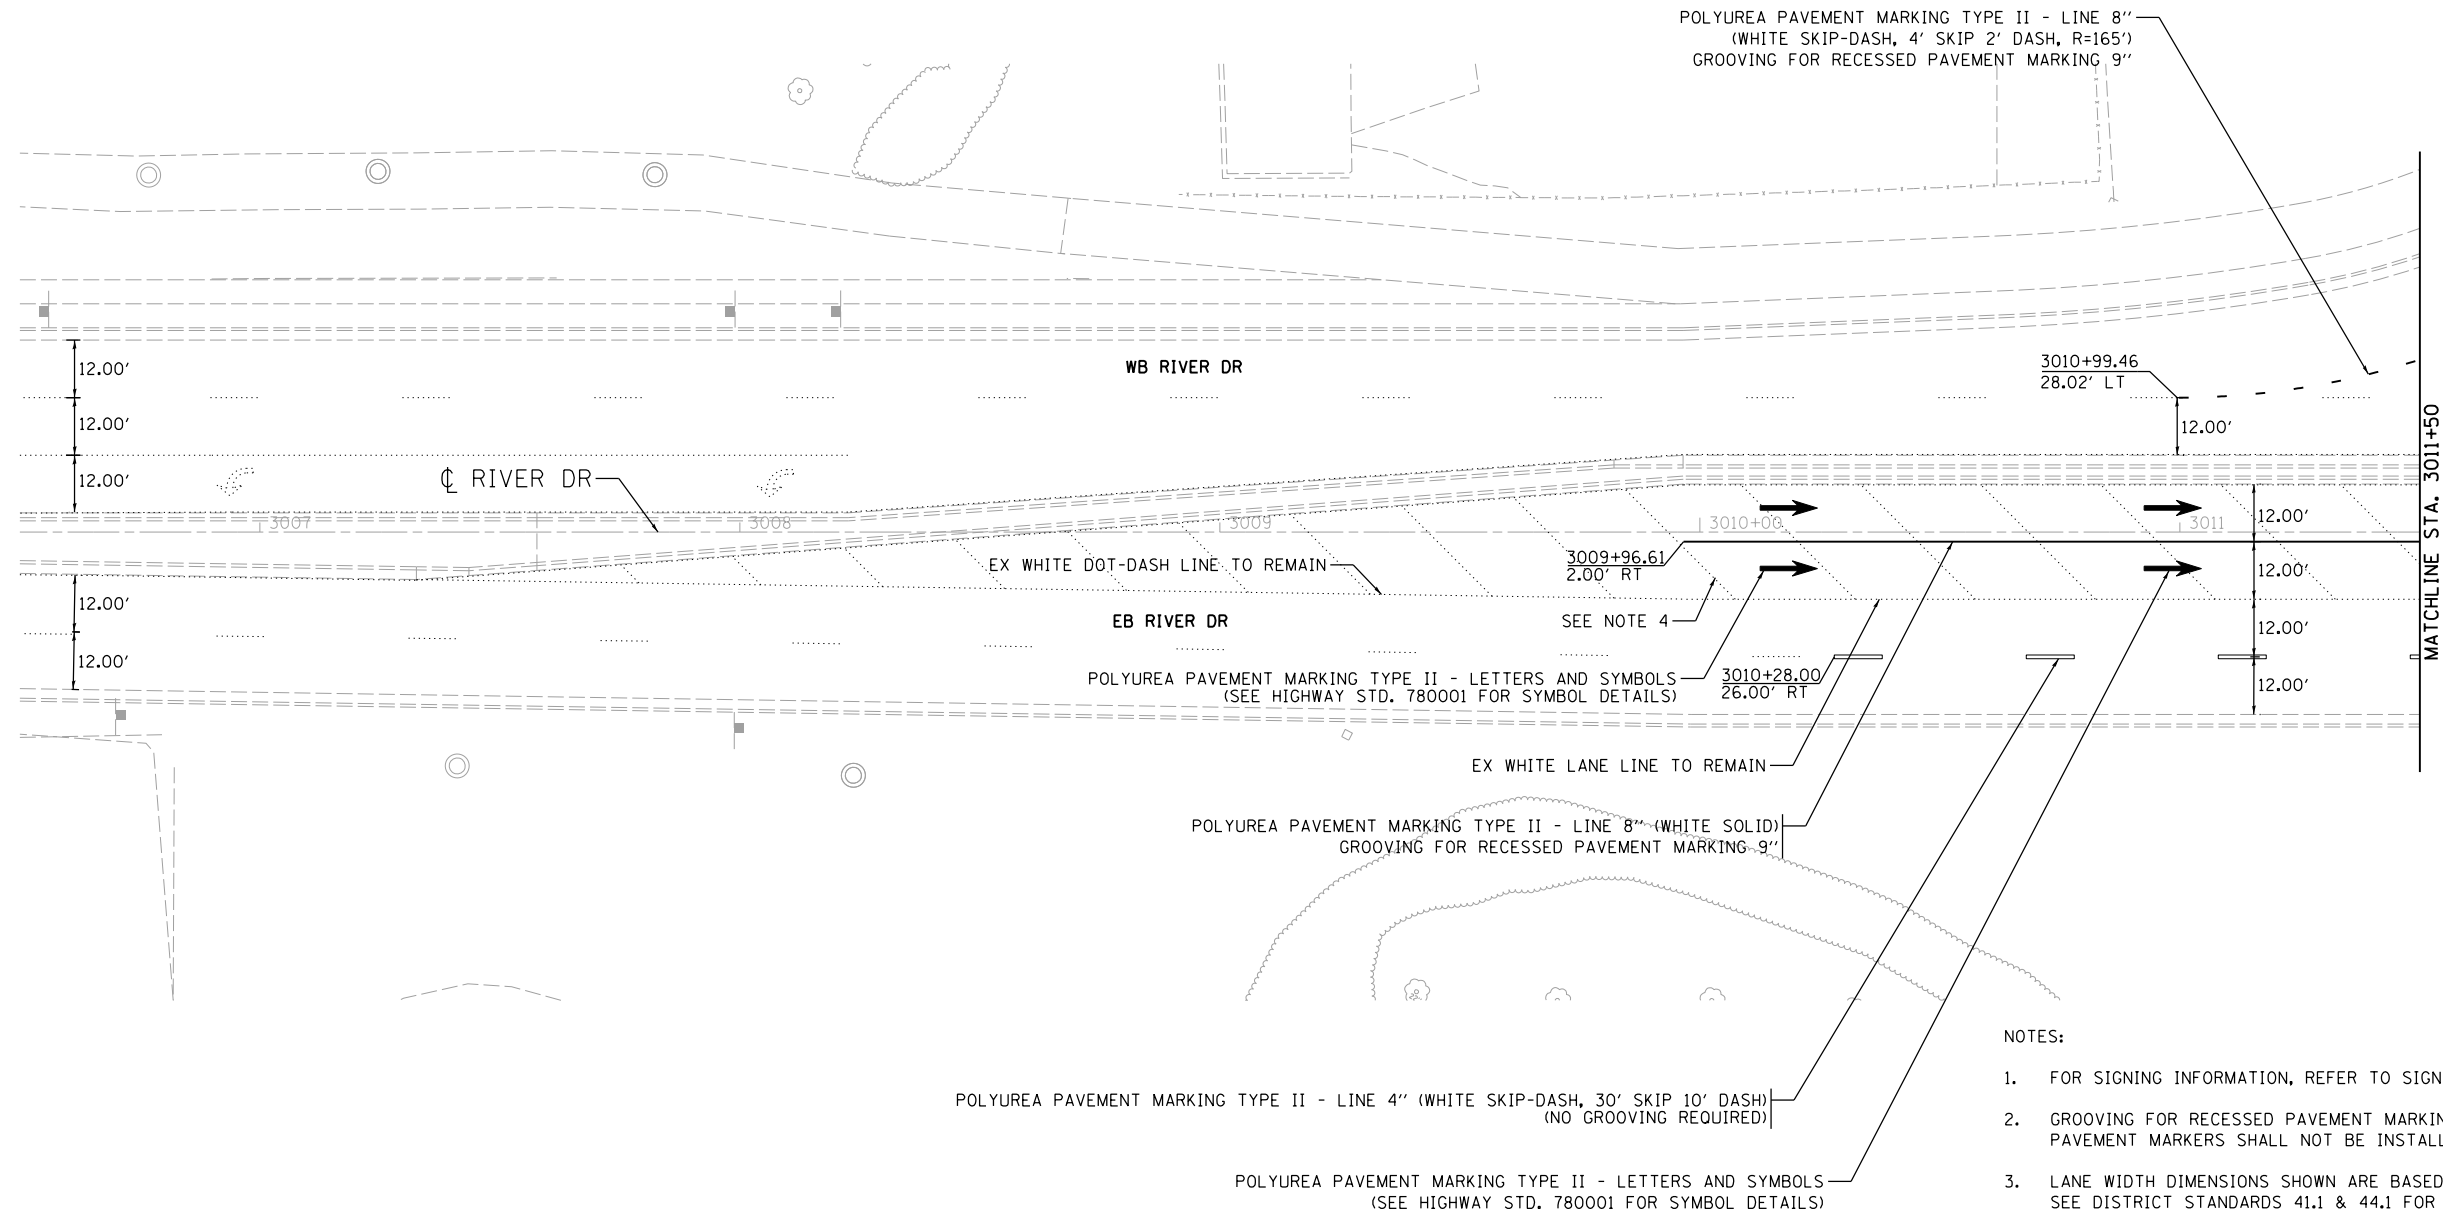 POLYUREA PAVEMENT MARKING TYPE II - LINE 8''
(WHITE SKIP-DASH, 4' SKIP 2' DASH, R=165')
GROOVING FOR RECESSED PAVEMENT MARKING 9''
12.00'
WB RIVER DR
3010+99.46
28.02' LT
12.00'
12.00'
12.00'
℄ RIVER DR
MATCHLINE STA. 3011+50
3007
3008
3009
3010+00
3011
12.00'
EX WHITE DOT-DASH LINE TO REMAIN
3009+96.61
2.00' RT
12.00'
12.00'
EB RIVER DR
SEE NOTE 4
12.00'
12.00'
POLYUREA PAVEMENT MARKING TYPE II - LETTERS AND SYMBOLS
(SEE HIGHWAY STD. 780001 FOR SYMBOL DETAILS)
3010+28.00
26.00' RT
12.00'
EX WHITE LANE LINE TO REMAIN
POLYUREA PAVEMENT MARKING TYPE II - LINE 8'' (WHITE SOLID)
GROOVING FOR RECESSED PAVEMENT MARKING 9''
POLYUREA PAVEMENT MARKING TYPE II - LINE 4'' (WHITE SKIP-DASH, 30' SKIP 10' DASH)
(NO GROOVING REQUIRED)
POLYUREA PAVEMENT MARKING TYPE II - LETTERS AND SYMBOLS
(SEE HIGHWAY STD. 780001 FOR SYMBOL DETAILS)
NOTES:
1. FOR SIGNING INFORMATION, REFER TO SIGN
2. GROOVING FOR RECESSED PAVEMENT
PAVEMENT MARKERS SHALL NOT BE
3. LANE WIDTH DIMENSIONS SHOWN ARE BASED
SEE DISTRICT STANDARDS 41.1 & 44.1 FOR